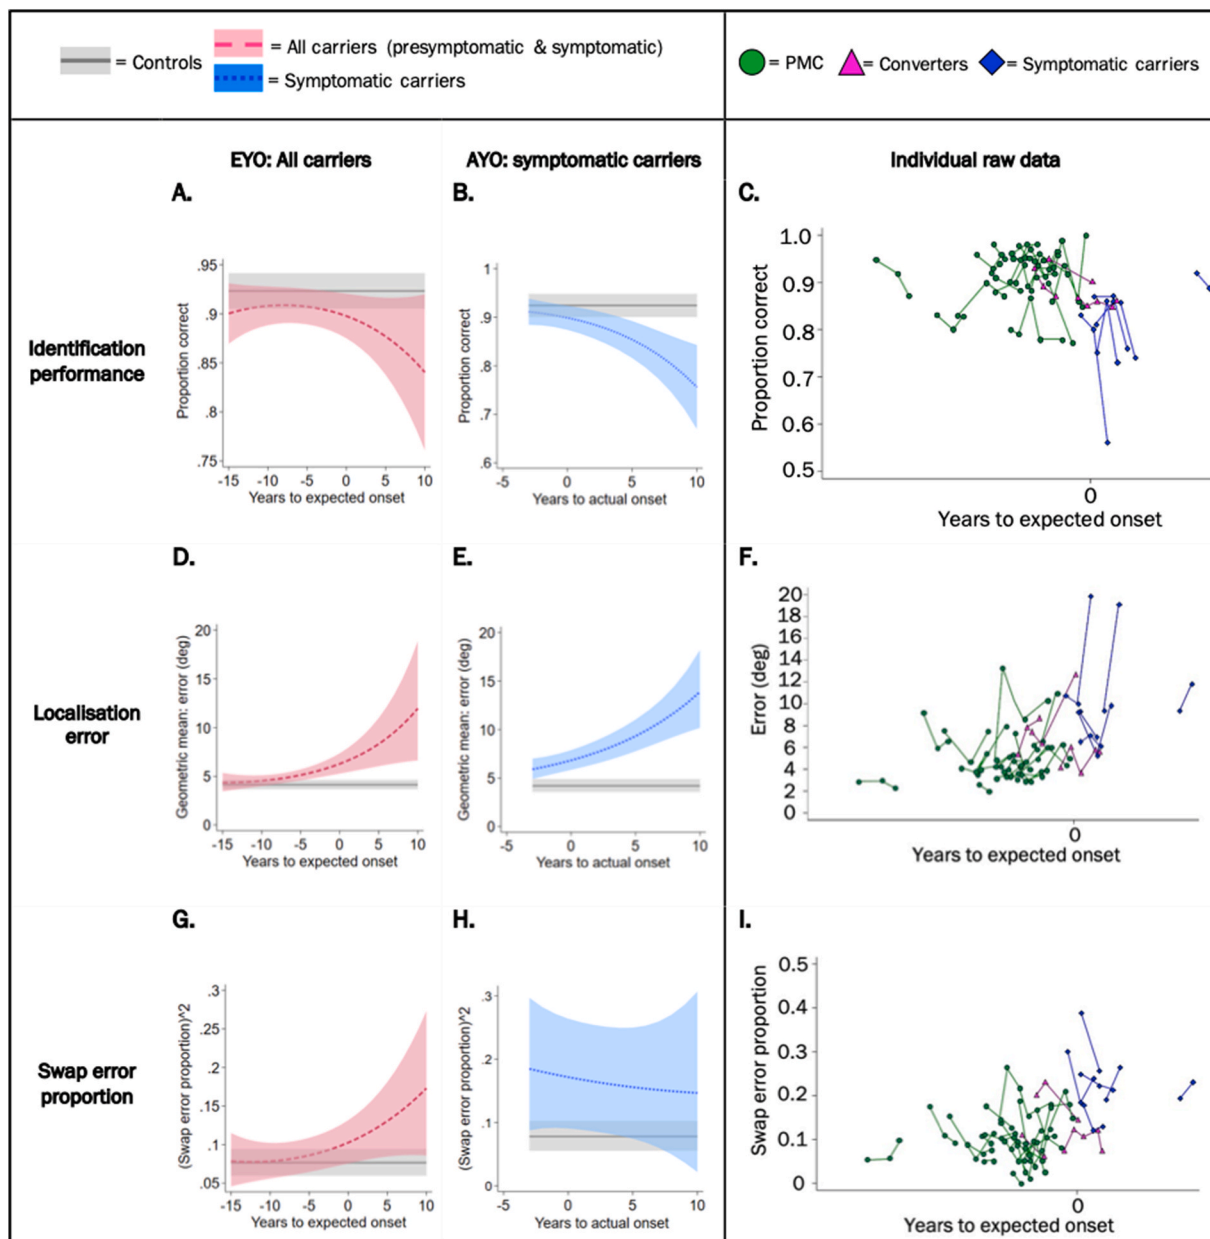 = Controls
= All carriers (presymptomatic & symptomatic)
= Symptomatic carriers
= PMC
= Converters
= Symptomatic carriers
EYO: All carriers
AYO: symptomatic carriers
Individual raw data
A.
B.
C.
Identification
performance
Proportion correct
.95
.9
.85
.8
.75
-15 -10 -5 0 5 10
Years to expected onset
Proportion correct
1
.9
.8
.7
.6
-5 0 5 10
Years to actual onset
Proportion correct
1.0
0.9
0.8
0.7
0.6
0.5
0
Years to expected onset
D.
E.
F.
Localisation
error
Geometric mean: error (deg)
20
15
10
5
0
-15 -10 -5 0 5 10
Years to expected onset
Geometric mean: error (deg)
20
15
10
5
0
-5 0 5 10
Years to actual onset
Error (deg)
20
18
16
14
12
10
8
6
4
2
0
0
Years to expected onset
G.
H.
I.
Swap error
proportion
(Swap error proportion)^2
.3
.25
.2
.15
.1
.05
-15 -10 -5 0 5 10
Years to expected onset
(Swap error proportion)^2
.3
.2
.1
0
-5 0 5 10
Years to actual onset
Swap error proportion
0.5
0.4
0.3
0.2
0.1
0
0
Years to expected onset